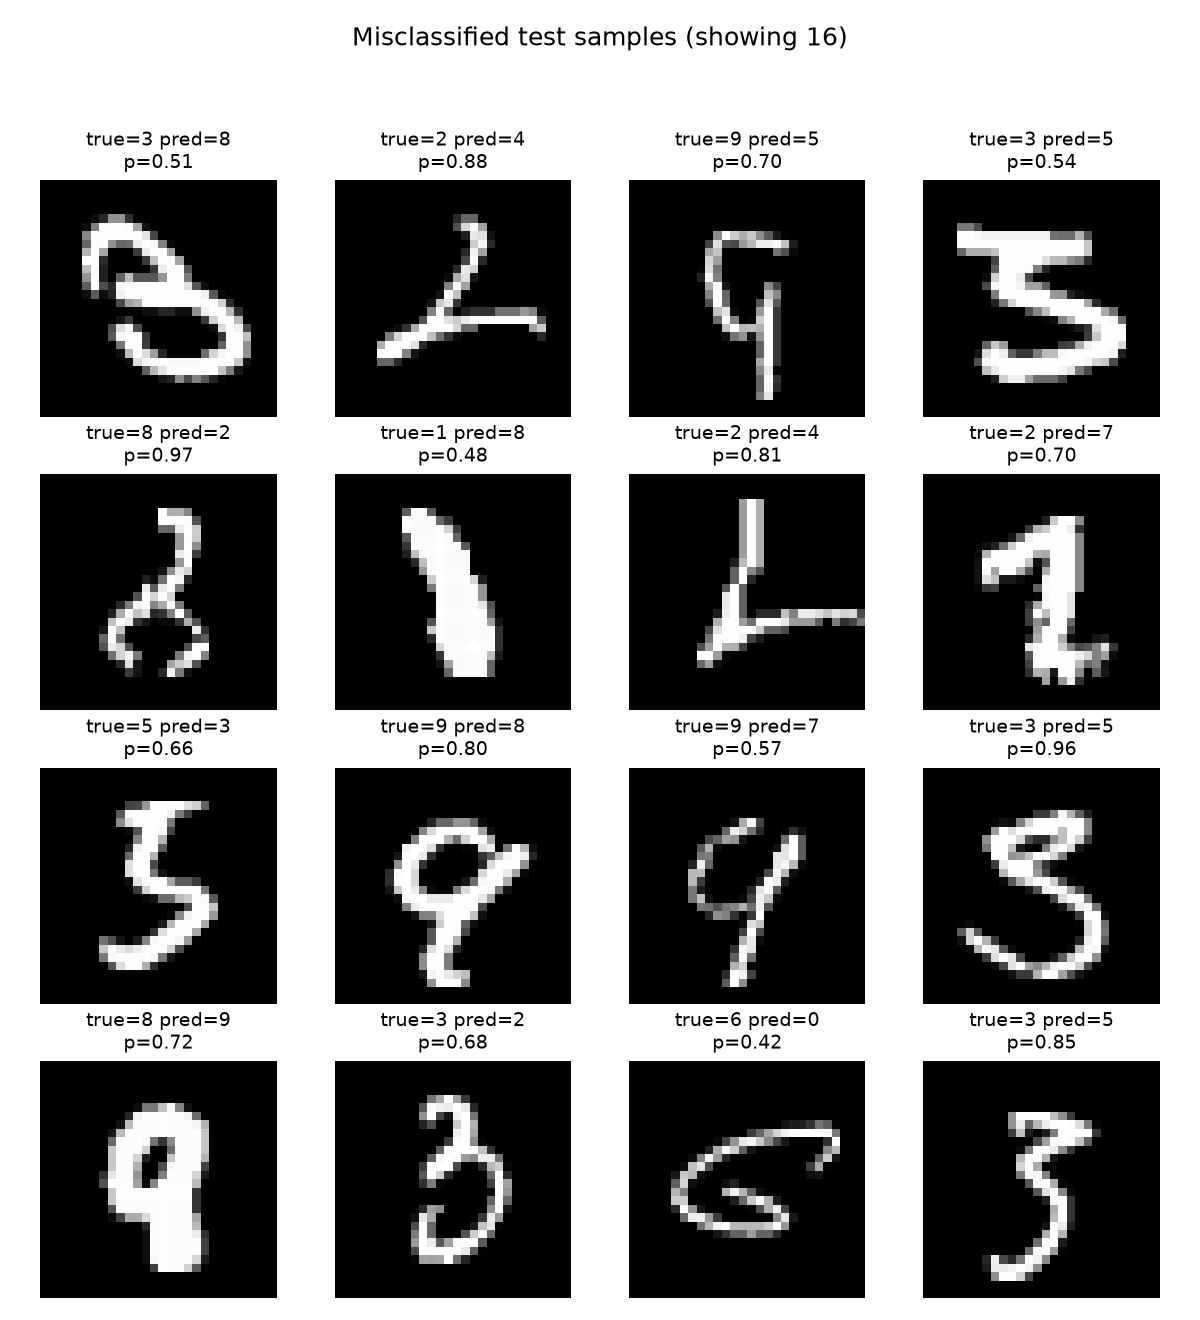 Misclassified test samples (showing 16)
true=3 pred=8
p=0.51
true=2 pred=4
p=0.88
true=9 pred=5
p=0.70
true=3 pred=5
p=0.54
true=8 pred=2
p=0.97
true=1 pred=8
p=0.48
true=2 pred=4
p=0.81
true=2 pred=7
p=0.70
true=5 pred=3
p=0.66
true=9 pred=8
p=0.80
true=9 pred=7
p=0.57
true=3 pred=5
p=0.96
true=8 pred=9
p=0.72
true=3 pred=2
p=0.68
true=6 pred=0
p=0.42
true=3 pred=5
p=0.85